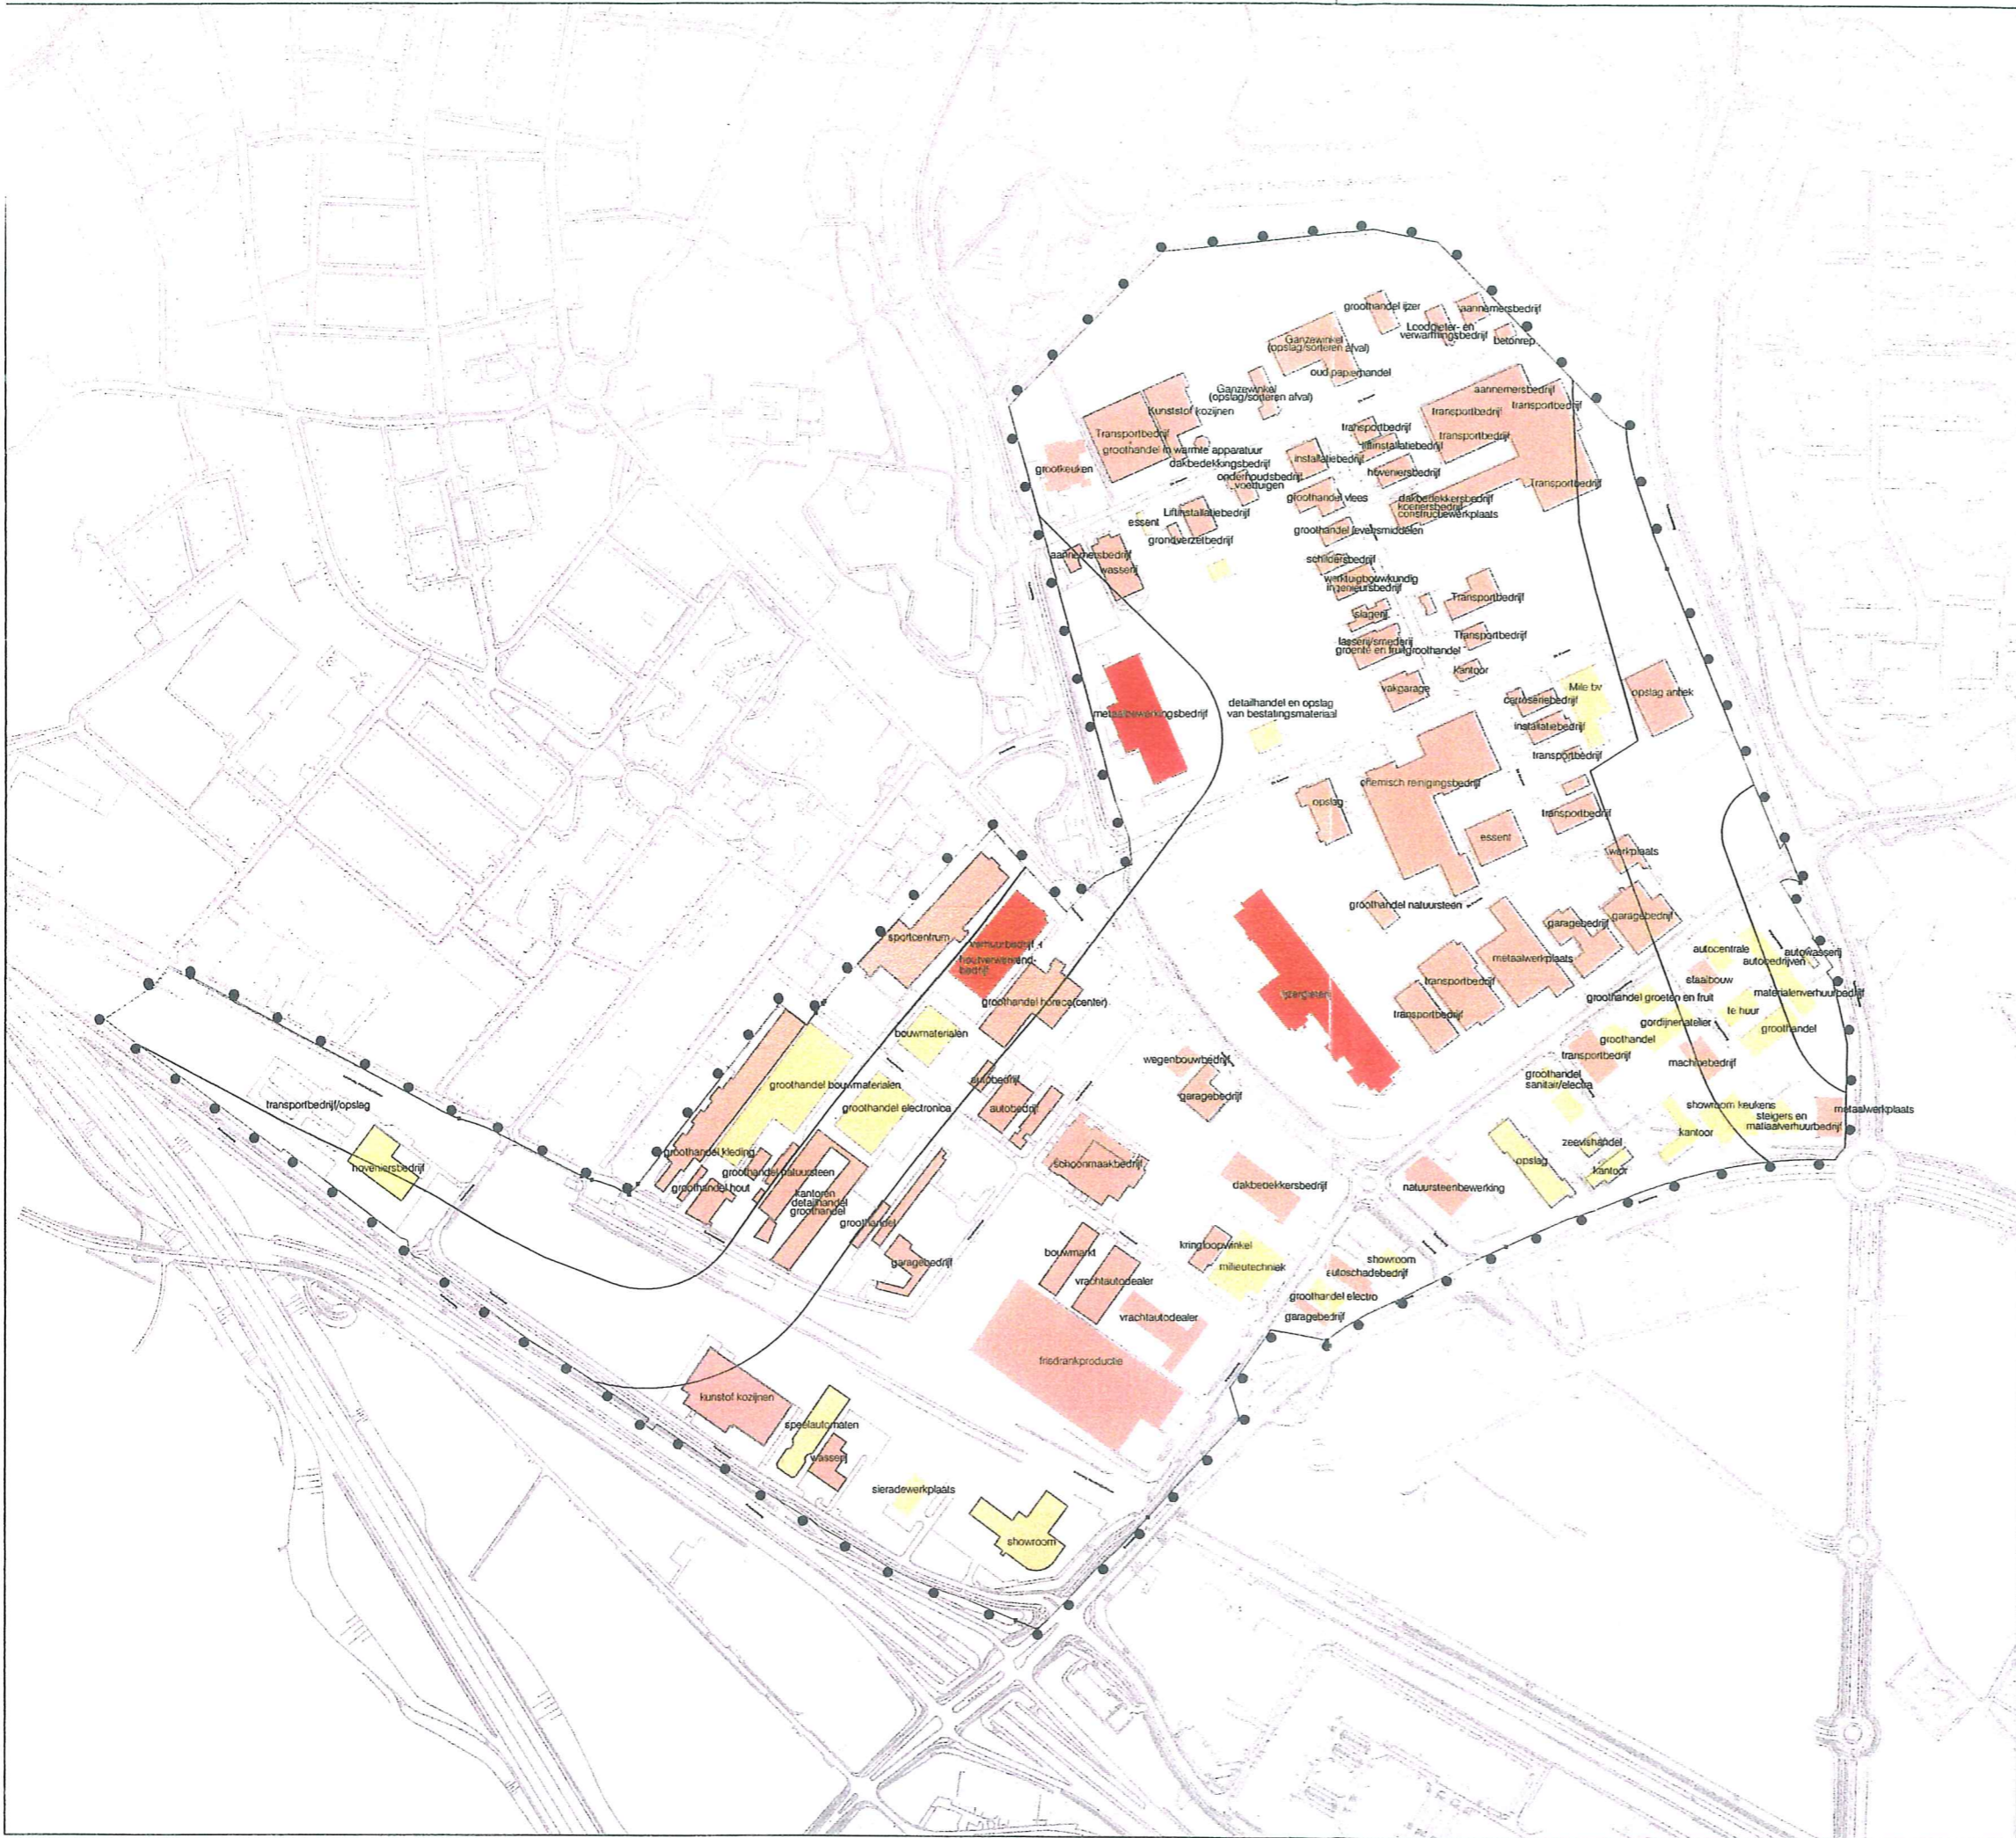 groothandel ijzer
aannemersbedrijf
Loodgieter- en
verwarmingsbedrijf
betonrep
Ganzewinkel
(opslag/sorteren afval)
oud papierhandel
Ganzewinkel
(opslag/sorteren afval)
aannemersbedrijf
transportbedrijf
transportbedrijf
transportbedrijf
Transportbedrijf
Kunststof kozijnen
Transportbedrijf
groothandel in warmte apparatuur
dakbedekkingsbedrijf
onderhoudsbedrijf
voertuigen
grootkeuken
transportbedrijf
liftinstallatiebedrijf
installatiebedrijf
hoveniersbedrijf
groothandel vlees
dakbedekkersbedrijf
koeriersbedrijf
constructiewerkplaats
essent
Liftinstallatiebedrijf
grondverzetbedrijf
groothandel levensmiddelen
aannemersbedrijf
wasserij
schildersbedrijf
werktuigbouwkundig
ingenieursbedrijf
slagerij
lasserij/smederij
groente en fruitgroothandel
Transportbedrijf
Transportbedrijf
kantoor
vakgarage
Mile bv
opslag antiek
carroseriebedrijf
installatiebedrijf
transportbedrijf
metaalbewerkingsbedrijf
detailhandel en opslag
van bestatingsmateriaal
chemisch reinigingsbedrijf
opslag
transportbedrijf
essent
werkplaats
groothandel natuursteen
garagebedrijf
garagebedrijf
metaalwerkplaats
transportbedrijf
transportbedrijf
ijzergieterij
sportcentrum
verhuurbedrijf +
houtverwerkend-
bedrijf
groothandel horeca(center)
bouwmaterialen
groothandel bouwmaterialen
groothandel electronica
autobedrijf
autobedrijf
wegenbouwbedrijf
garagebedrijf
autocentrale
autobedrijven
autowasserij
staalbouw
materialenverhuurbedrijf
groothandel groeten en fruit
te huur
gordijnenatelier
groothandel
groothandel
transportbedrijf
machinebedrijf
groothandel
sanitair/electra
showroom keukens
steigers en
matiaalverhuurbedrijf
metaalwerkplaats
kantoor
zeevishandel
kantoor
opslag
transportbedrijf/opslag
hoveniersbedrijf
groothandel kleding
groothandel natuursteen
groothandel hout
kantoren
detailhandel
groothandel
groothandel
garagebedrijf
schoonmaakbedrijf
dakbedekkersbedrijf
natuursteenbewerking
kringloopwinkel
milieutechniek
showroom
autoschadebedrijf
groothandel electro
garagebedrijf
bouwmarkt
vrachtautodealer
vrachtautodealer
frisdrankproductie
kunstof kozijnen
speelautomaten
wasserij
sieradewerkplaats
showroom